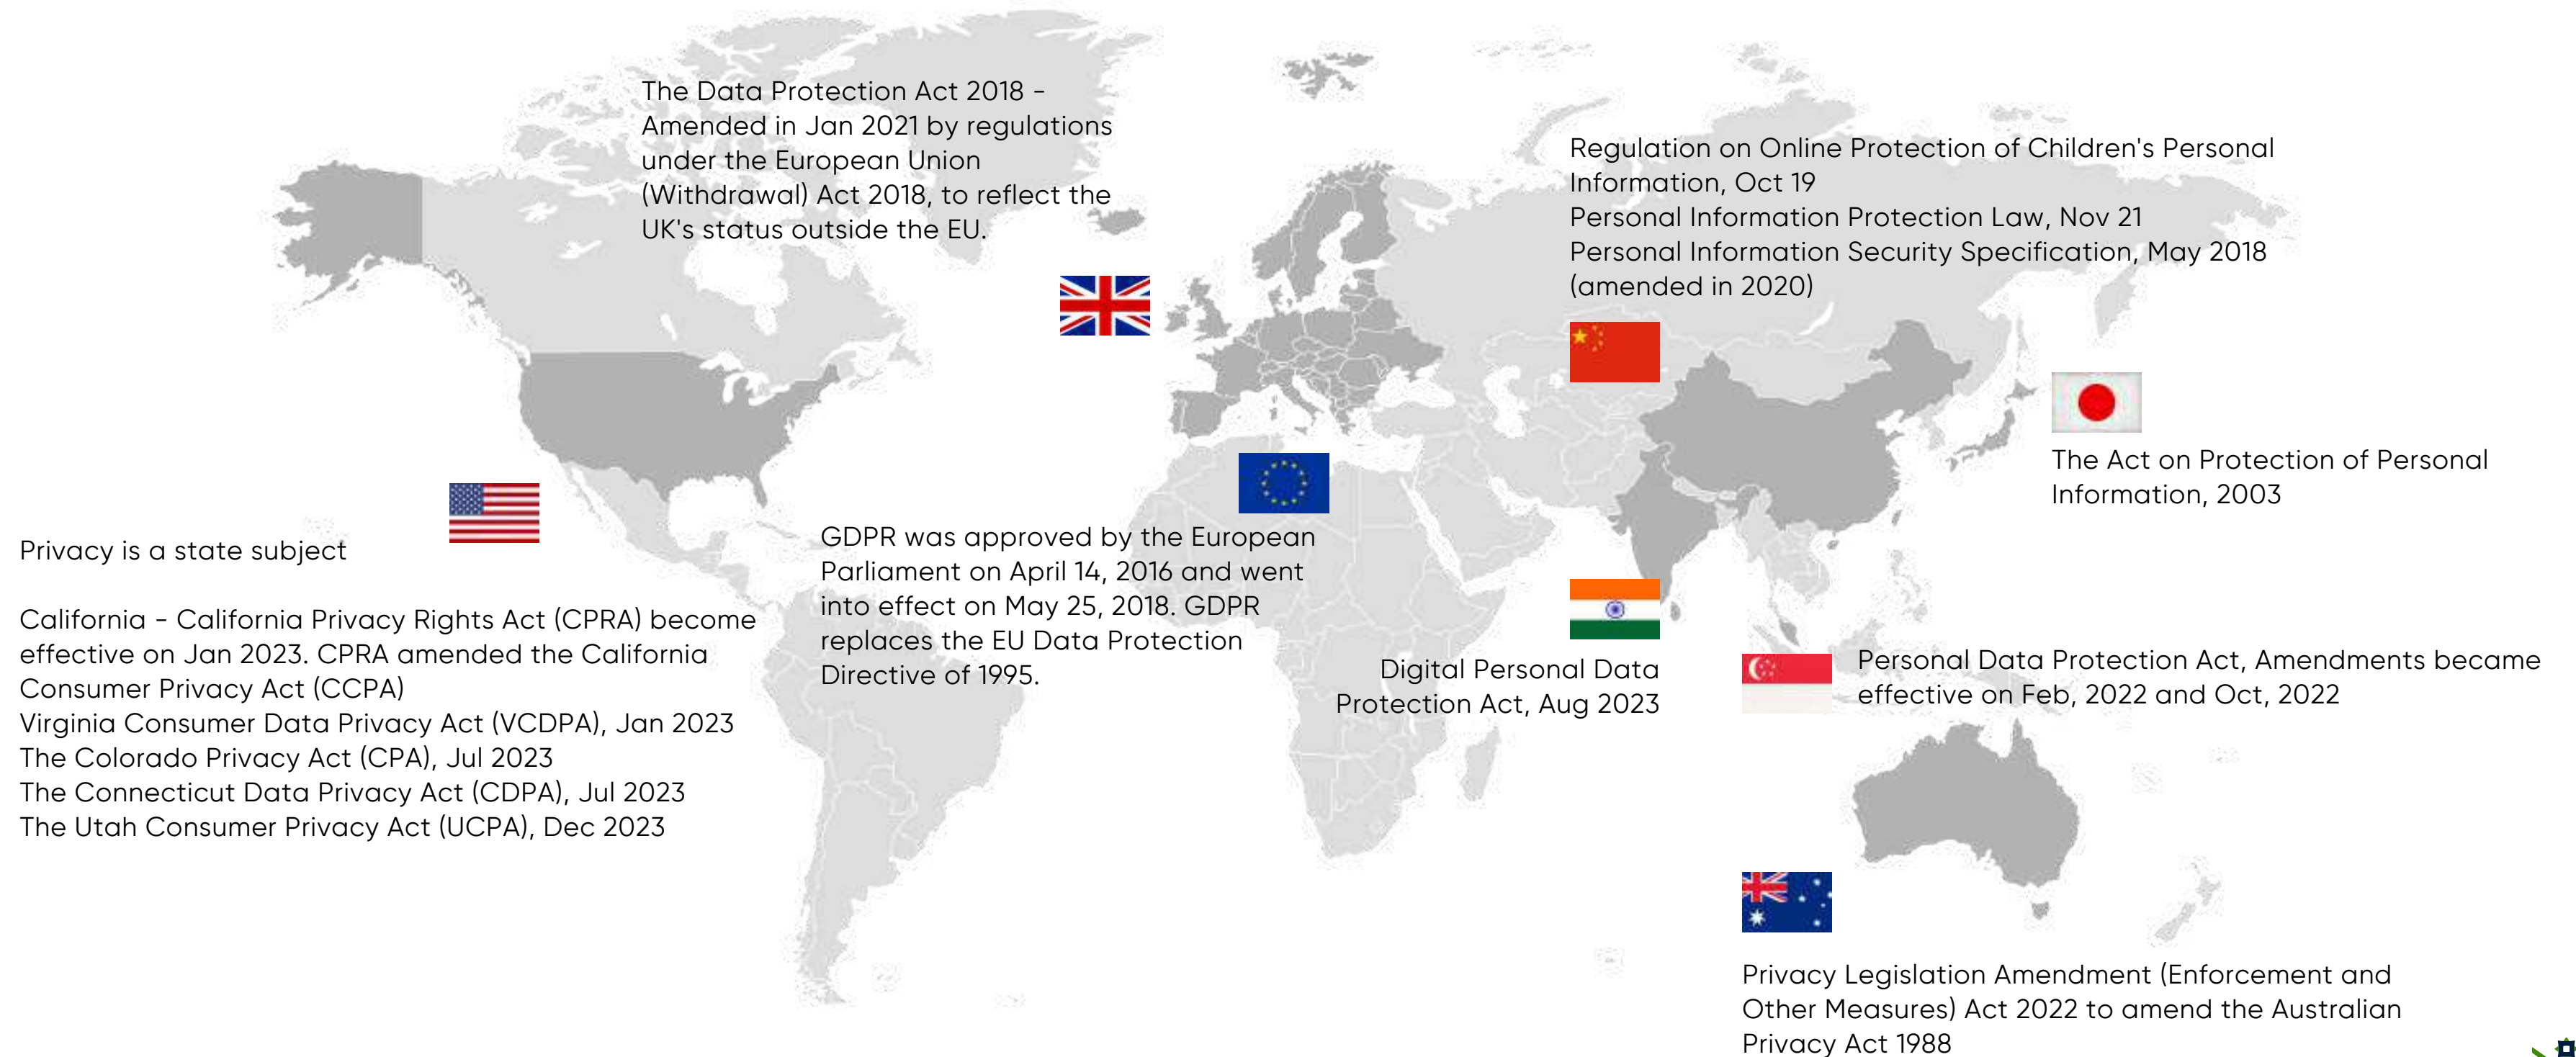 The Data Protection Act 2018 -
Amended in Jan 2021 by regulations
under the European Union
(Withdrawal) Act 2018, to reflect the
UK's status outside the EU.
Regulation on Online Protection of Children's Personal
Information, Oct 19
Personal Information Protection Law, Nov 21
Personal Information Security Specification, May 2018
(amended in 2020)
The Act on Protection of Personal
Information, 2003
Privacy is a state subject
California - California Privacy Rights Act (CPRA) become
effective on Jan 2023. CPRA amended the California
Consumer Privacy Act (CCPA)
Virginia Consumer Data Privacy Act (VCDPA), Jan 2023
The Colorado Privacy Act (CPA), Jul 2023
The Connecticut Data Privacy Act (CDPA), Jul 2023
The Utah Consumer Privacy Act (UCPA), Dec 2023
GDPR was approved by the European
Parliament on April 14, 2016 and went
into effect on May 25, 2018. GDPR
replaces the EU Data Protection
Directive of 1995.
Digital Personal Data
Protection Act, Aug 2023
Personal Data Protection Act, Amendments became
effective on Feb, 2022 and Oct, 2022
Privacy Legislation Amendment (Enforcement and
Other Measures) Act 2022 to amend the Australian
Privacy Act 1988